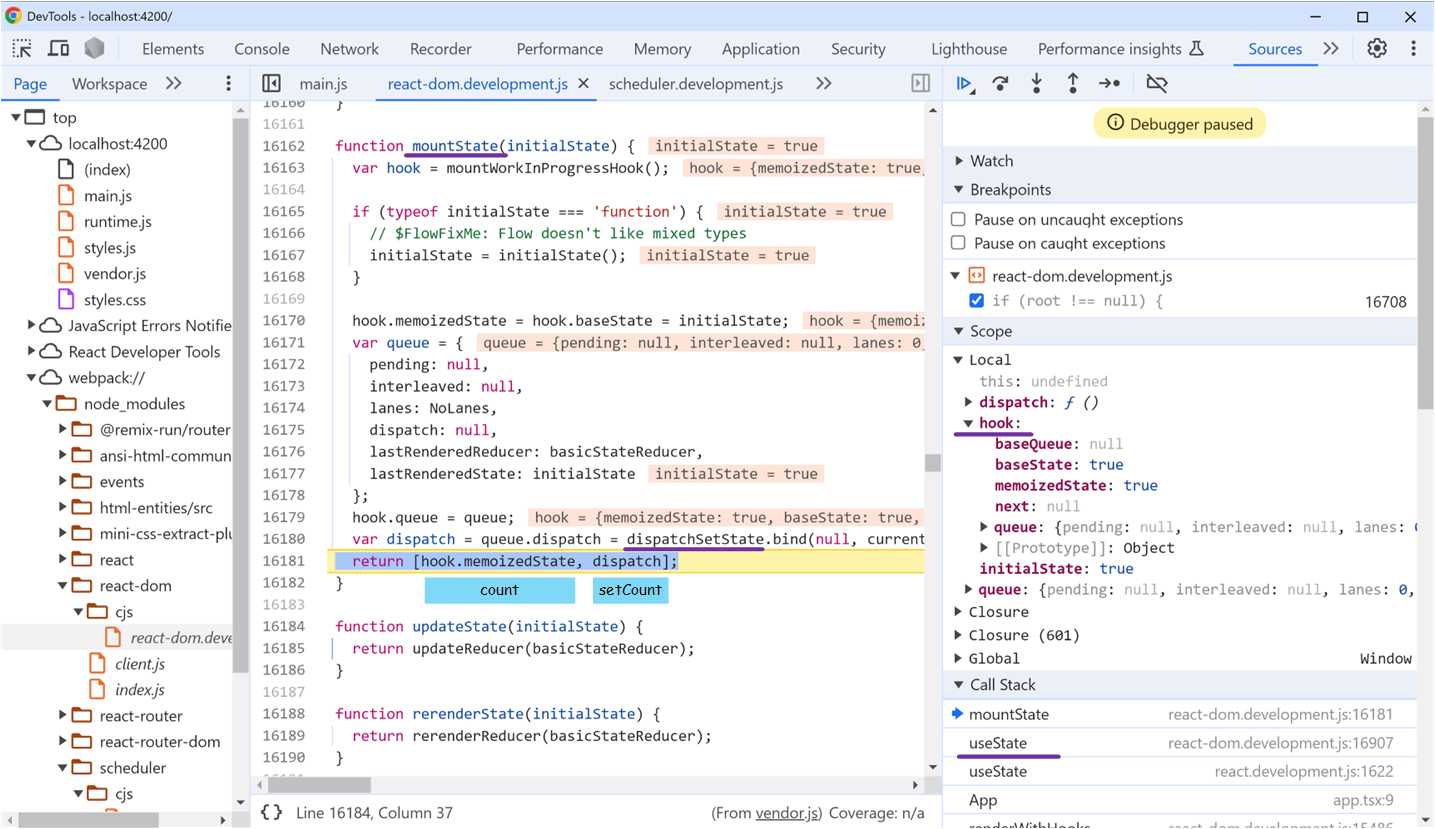 DevTools - localhost:4200/
Elements Console Network Recorder Performance Memory Application Security Lighthouse Performance insights Sources
Page Workspace
main.js react-dom.development.js scheduler.development.js
top
localhost:4200
(index)
main.js
runtime.js
styles.js
vendor.js
styles.css
JavaScript Errors Notifie
React Developer Tools
webpack://
node_modules
@remix-run/router
ansi-html-commun
events
html-entities/src
mini-css-extract-plu
react
react-dom
cjs
react-dom.deve
client.js
index.js
react-router
react-router-dom
scheduler
cjs
16160 }
16161
16162 function mountState(initialState) { initialState = true
16163 var hook = mountWorkInProgressHook(); hook = {memoizedState: true,
16164
16165 if (typeof initialState === 'function') { initialState = true
16166 // $FlowFixMe: Flow doesn't like mixed types
16167 initialState = initialState(); initialState = true
16168 }
16169
16170 hook.memoizedState = hook.baseState = initialState; hook = {memoiz
16171 var queue = { queue = {pending: null, interleaved: null, lanes: 0,
16172 pending: null,
16173 interleaved: null,
16174 lanes: NoLanes,
16175 dispatch: null,
16176 lastRenderedReducer: basicStateReducer,
16177 lastRenderedState: initialState initialState = true
16178 };
16179 hook.queue = queue; hook = {memoizedState: true, baseState: true,
16180 var dispatch = queue.dispatch = dispatchSetState.bind(null, current
16181 return [hook.memoizedState, dispatch];
16182 }
count setCount
16183
16184 function updateState(initialState) {
16185 return updateReducer(basicStateReducer);
16186 }
16187
16188 function rerenderState(initialState) {
16189 return rerenderReducer(basicStateReducer);
16190 }
16191
{} Line 16184, Column 37 (From vendor.js) Coverage: n/a
Debugger paused
Watch
Breakpoints
Pause on uncaught exceptions
Pause on caught exceptions
react-dom.development.js
if (root !== null) { 16708
Scope
Local
this: undefined
dispatch: ƒ ()
hook:
baseQueue: null
baseState: true
memoizedState: true
next: null
queue: {pending: null, interleaved: null, lanes: 0
[[Prototype]]: Object
initialState: true
queue: {pending: null, interleaved: null, lanes: 0,
Closure
Closure (601)
Global Window
Call Stack
mountState react-dom.development.js:16181
useState react-dom.development.js:16907
useState react.development.js:1622
App app.tsx:9
renderWithHooks react-dom.development.js:15486